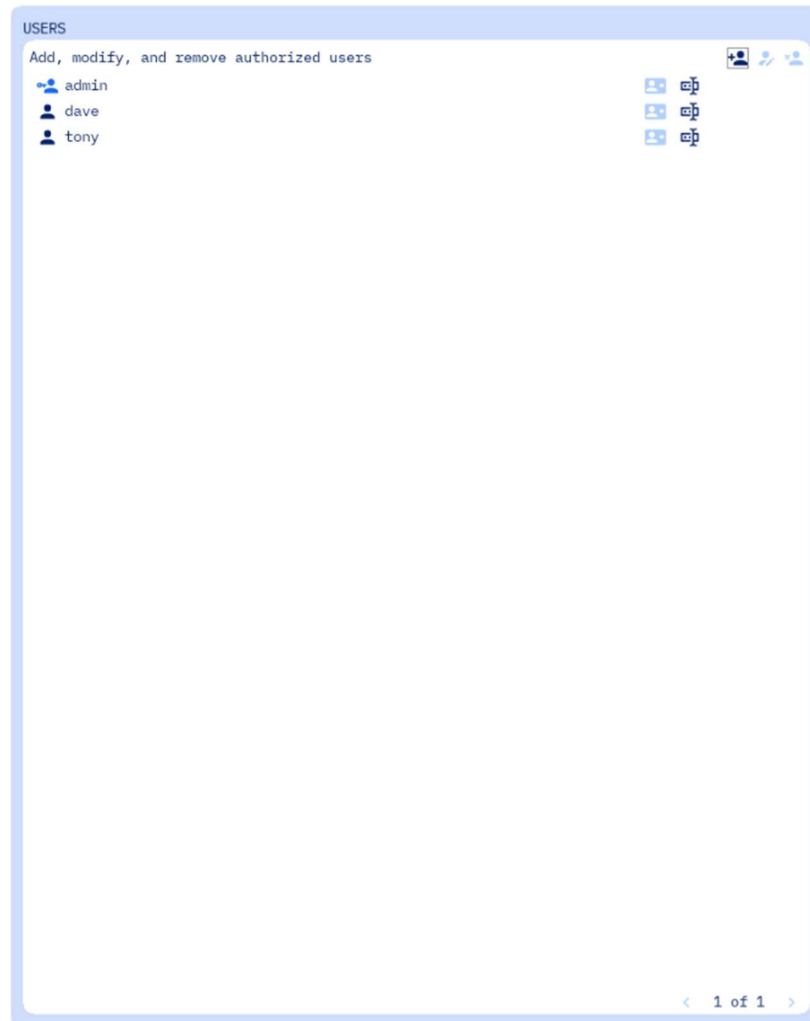 USERS
Add, modify, and remove authorized users
admin
dave
tony
< 1 of 1 >